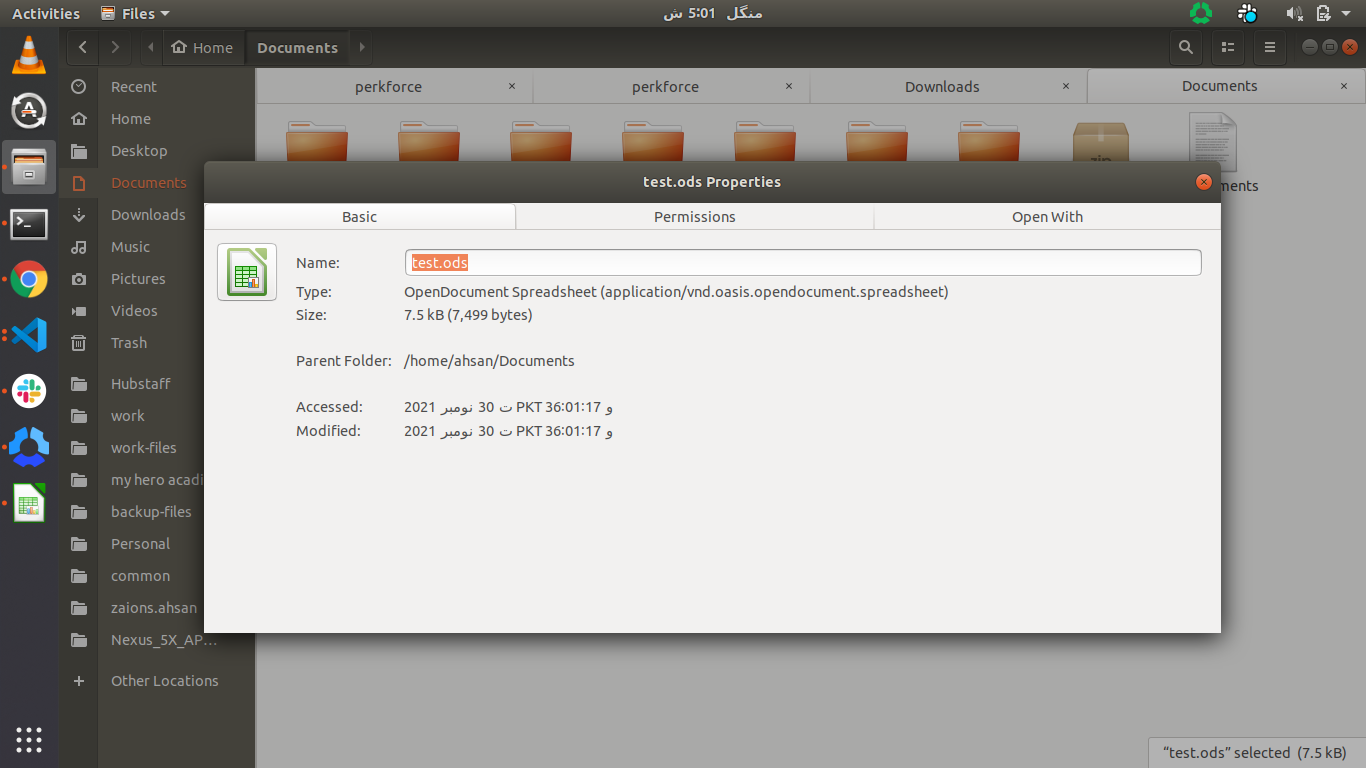 Activities Files منگل 5:01 ش
Home Documents
perkforce × perkforce × Downloads × Documents ×
Recent
Home
Desktop
Documents
Downloads
Music
Pictures
Videos
Trash
Hubstaff
work
work-files
my hero acadi
backup-files
Personal
common
zaions.ahsan
Nexus_5X_AP...
Other Locations
zip
ments
test.ods Properties
Basic Permissions Open With
Name: test.ods
Type: OpenDocument Spreadsheet (application/vnd.oasis.opendocument.spreadsheet)
Size: 7.5 kB (7,499 bytes)
Parent Folder: /home/ahsan/Documents
Accessed: ت 30 نومبر 2021 و 36:01:17 PKT
Modified: ت 30 نومبر 2021 و 36:01:17 PKT
“test.ods” selected (7.5 kB)